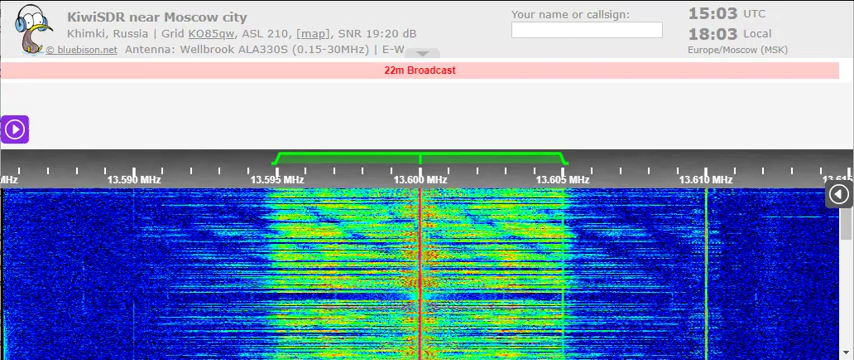 KiwiSDR near Moscow city
Khimki, Russia | Grid KO85qw, ASL 210, [map], SNR 19:20 dB
© bluebison.net Antenna: Wellbrook ALA330S (0.15-30MHz) | E-W
Your name or callsign:
15:03 UTC
18:03 Local
Europe/Moscow (MSK)
22m Broadcast
MHz 13.590 MHz 13.595 MHz 13.600 MHz 13.605 MHz 13.610 MHz 13.615